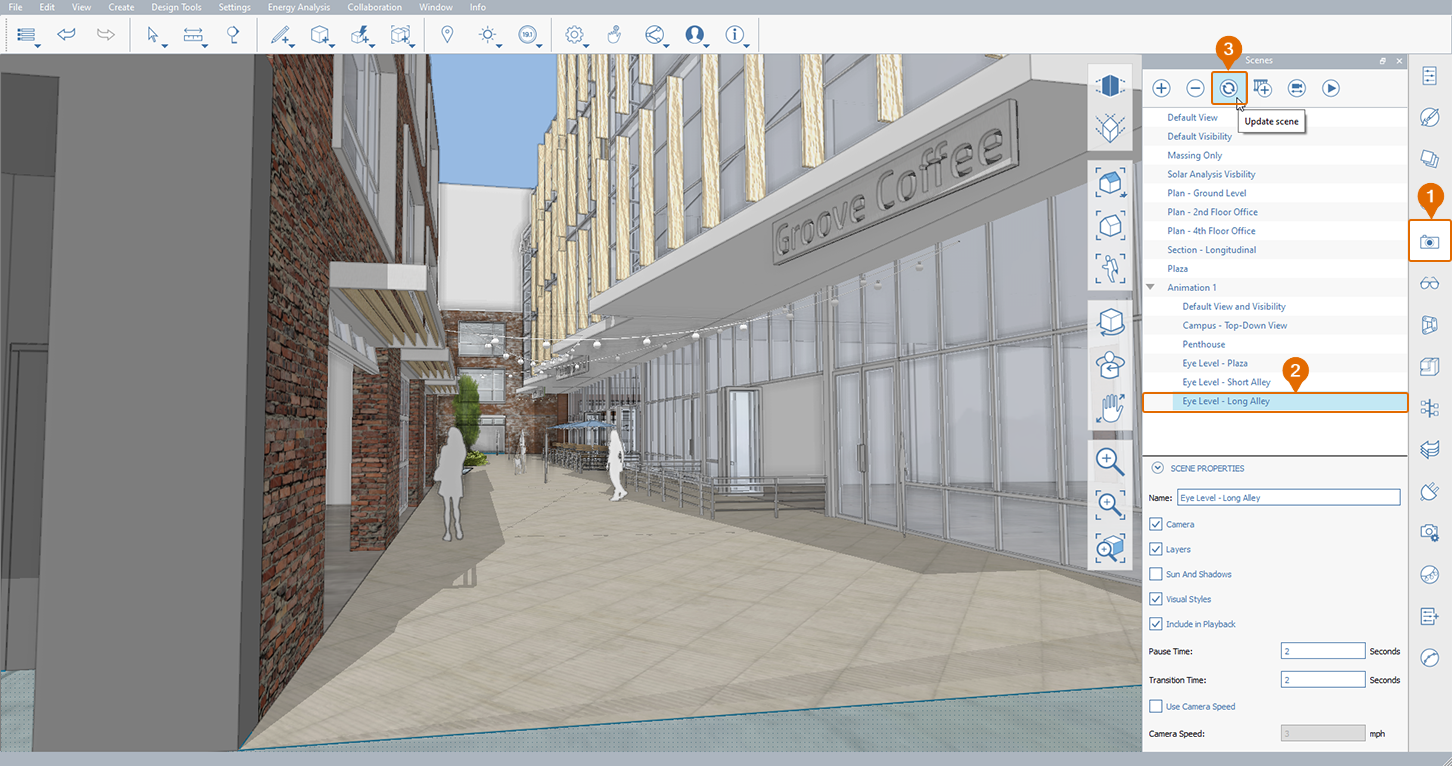 File Edit View Create Design Tools Settings Energy Analysis Collaboration Window Info
191
3
Scenes
Update scene
Default View
Default Visibility
Massing Only
Solar Analysis Visbility
Plan - Ground Level
1
Plan - 2nd Floor Office
Plan - 4th Floor Office
Section - Longitudinal
Plaza
Animation 1
Default View and Visibility
Campus - Top-Down View
Penthouse
Eye Level - Plaza
2
Eye Level - Short Alley
Eye Level - Long Alley
Groove Coffee
SCENE PROPERTIES
Name: Eye Level - Long Alley
Camera
Layers
Sun And Shadows
Visual Styles
Include in Playback
Pause Time: 2 Seconds
Transition Time: 2 Seconds
Use Camera Speed
Camera Speed: 3 mph